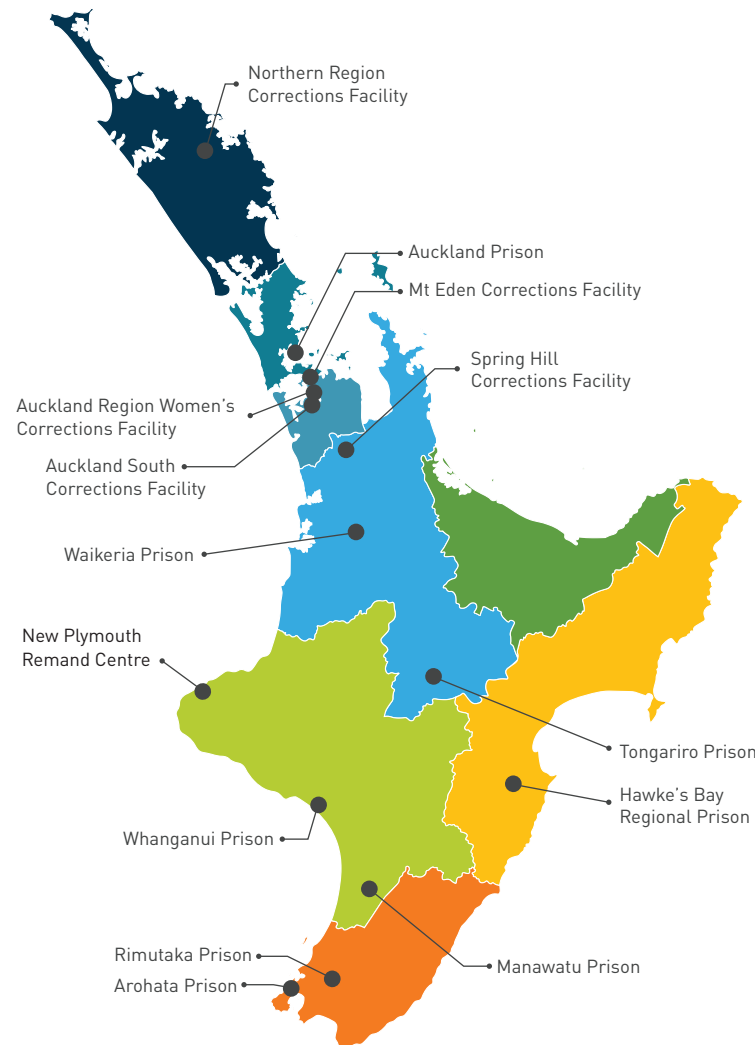 Northern Region
Corrections Facility
Auckland Prison
Mt Eden Corrections Facility
Spring Hill
Corrections Facility
Auckland Region Women’s
Corrections Facility
Auckland South
Corrections Facility
Waikeria Prison
New Plymouth
Remand Centre
Tongariro Prison
Hawke’s Bay
Regional Prison
Whanganui Prison
Rimutaka Prison
Manawatu Prison
Arohata Prison